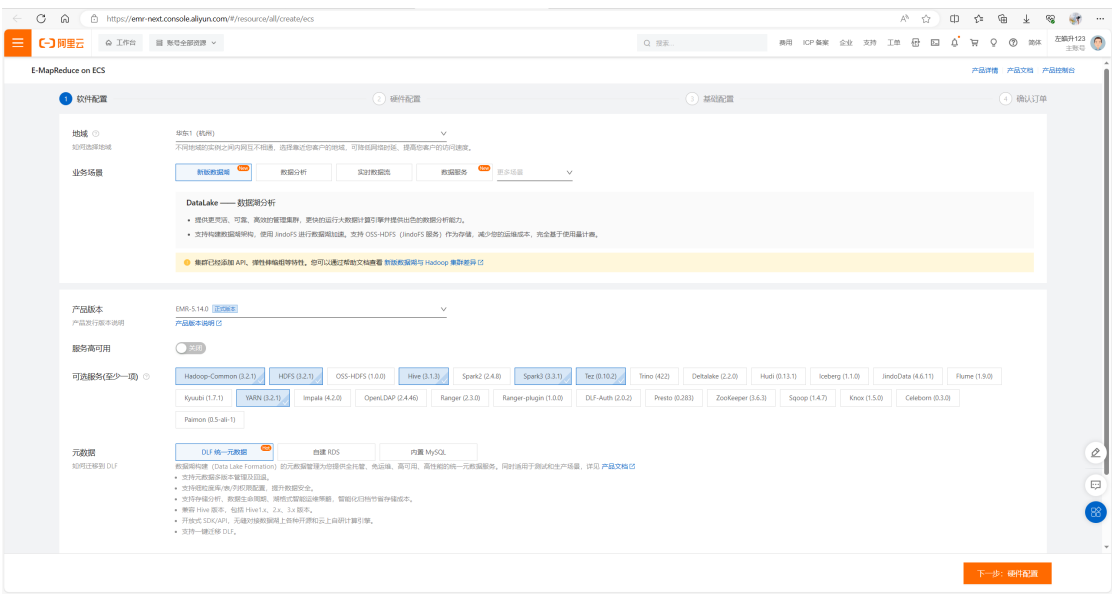 https://emr-next.console.aliyun.com/#/resource/all/create/ecs
阿里云 工作台 账号全部资源 搜索... 费用 ICP 备案 企业 支持 工单 简体 左鵬升123
主账号
E-MapReduce on ECS 产品详情 产品文档 产品控制台
1 软件配置 2 硬件配置 3 基础配置 4 确认订单
地域 华东1（杭州）
如何选择地域 不同地域的实例之间内网互不相通，选择靠近您客户的地域，可降低网络时延、提高您客户的访问速度。
业务场景 新版数据湖 New 数据分析 实时数据流 数据服务 New 更多场景
DataLake —— 数据湖分析
• 提供更灵活、可靠、高效的管理集群，更快的运行大数据计算引擎并提供出色的数据分析能力。
• 支持构建数据湖架构，使用 JindoFS 进行数据湖加速。支持 OSS-HDFS（JindoFS 服务）作为存储，减少您的运维成本，完全基于使用量计费。
集群已经添加 API、弹性伸缩组等特性。您可以通过帮助文档查看 新版数据湖与 Hadoop 集群差异
产品版本 EMR-5.14.0 正式版本
产品发行版本说明 产品版本说明
服务高可用 关闭
可选服务(至少一项) Hadoop-Common (3.2.1) HDFS (3.2.1) OSS-HDFS (1.0.0) Hive (3.1.3) Spark2 (2.4.8) Spark3 (3.3.1) Tez (0.10.2) Trino (422) Deltalake (2.2.0) Hudi (0.13.1) Iceberg (1.1.0) JindoData (4.6.11) Flume (1.9.0)
Kyuubi (1.7.1) YARN (3.2.1) Impala (4.2.0) OpenLDAP (2.4.46) Ranger (2.3.0) Ranger-plugin (1.0.0) DLF-Auth (2.0.2) Presto (0.283) ZooKeeper (3.6.3) Sqoop (1.4.7) Knox (1.5.0) Celeborn (0.3.0)
Paimon (0.5-ali-1)
元数据 DLF 统一元数据 自建 RDS 内置 MySQL
如何迁移到 DLF 数据湖构建（Data Lake Formation）的元数据管理为您提供全托管、免运维、高可用、高性能的统一元数据服务。同时适用于测试和生产场景，详见 产品文档
• 支持元数据多版本管理及回溯。
• 支持细粒度库/表/列权限配置，提升数据安全。
• 支持存储分析，数据生命周期、湖格式智能运维策略，智能化归档节省存储成本。
• 兼容 Hive 版本，包括 Hive1.x、2.x、3.x 版本。
• 开放式 SDK/API，无缝对接数据湖上各种开源和云上自研计算引擎。
• 支持一键迁移 DLF。
下一步：硬件配置